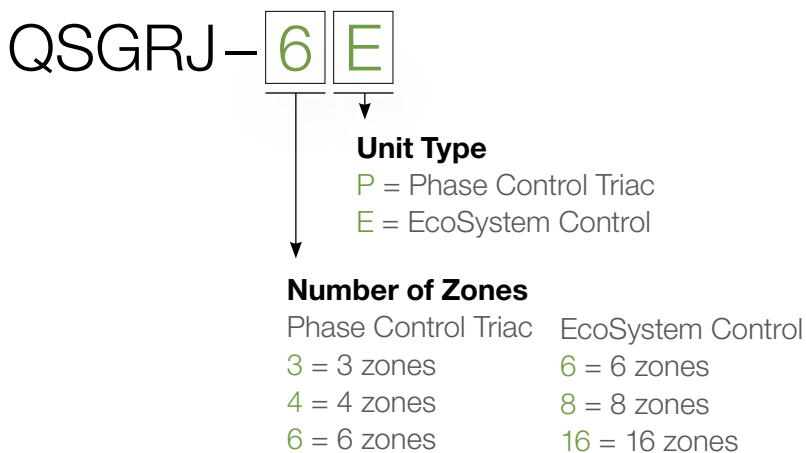 QSGRJ – 6 E
Unit Type
P = Phase Control Triac
E = EcoSystem Control
Number of Zones
Phase Control Triac
3 = 3 zones
4 = 4 zones
6 = 6 zones
EcoSystem Control
6 = 6 zones
8 = 8 zones
16 = 16 zones